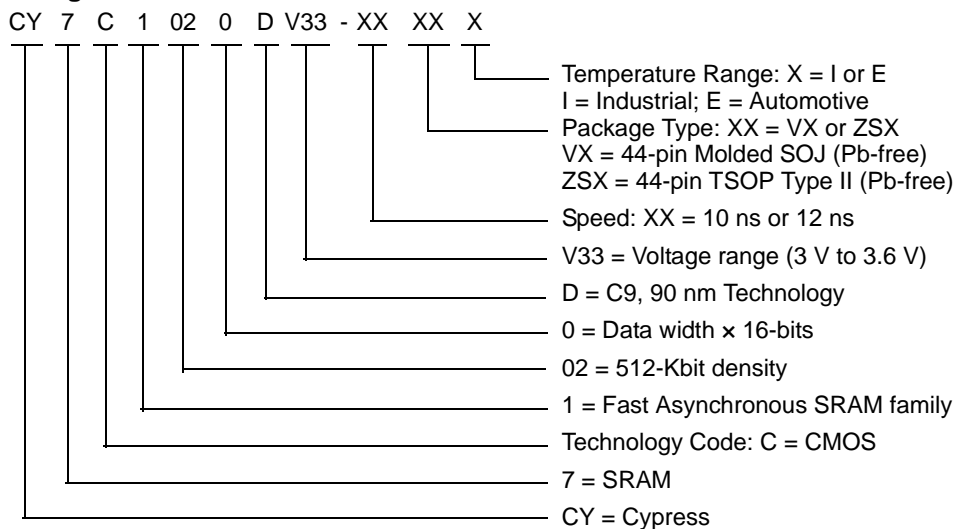 CY 7 C 1 02 0 D V33 - XX XX X
Temperature Range: X = I or E
I = Industrial; E = Automotive
Package Type: XX = VX or ZSX
VX = 44-pin Molded SOJ (Pb-free)
ZSX = 44-pin TSOP Type II (Pb-free)
Speed: XX = 10 ns or 12 ns
V33 = Voltage range (3 V to 3.6 V)
D = C9, 90 nm Technology
0 = Data width × 16-bits
02 = 512-Kbit density
1 = Fast Asynchronous SRAM family
Technology Code: C = CMOS
7 = SRAM
CY = Cypress